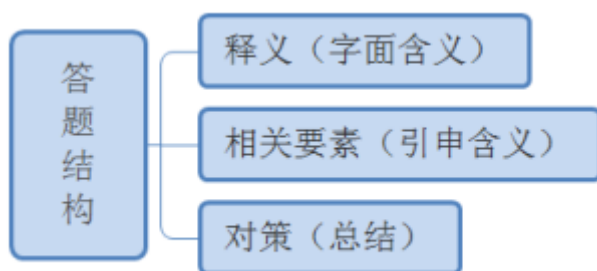 答题结构
释义（字面含义）
相关要素（引申含义）
对策（总结）